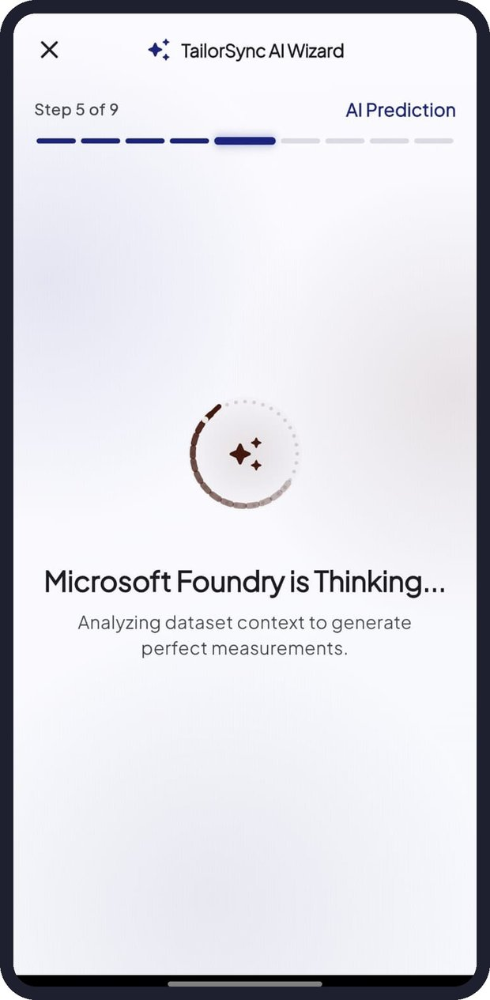 TailorSync AI Wizard
Step 5 of 9
AI Prediction
Microsoft Foundry is Thinking...
Analyzing dataset context to generate
perfect measurements.